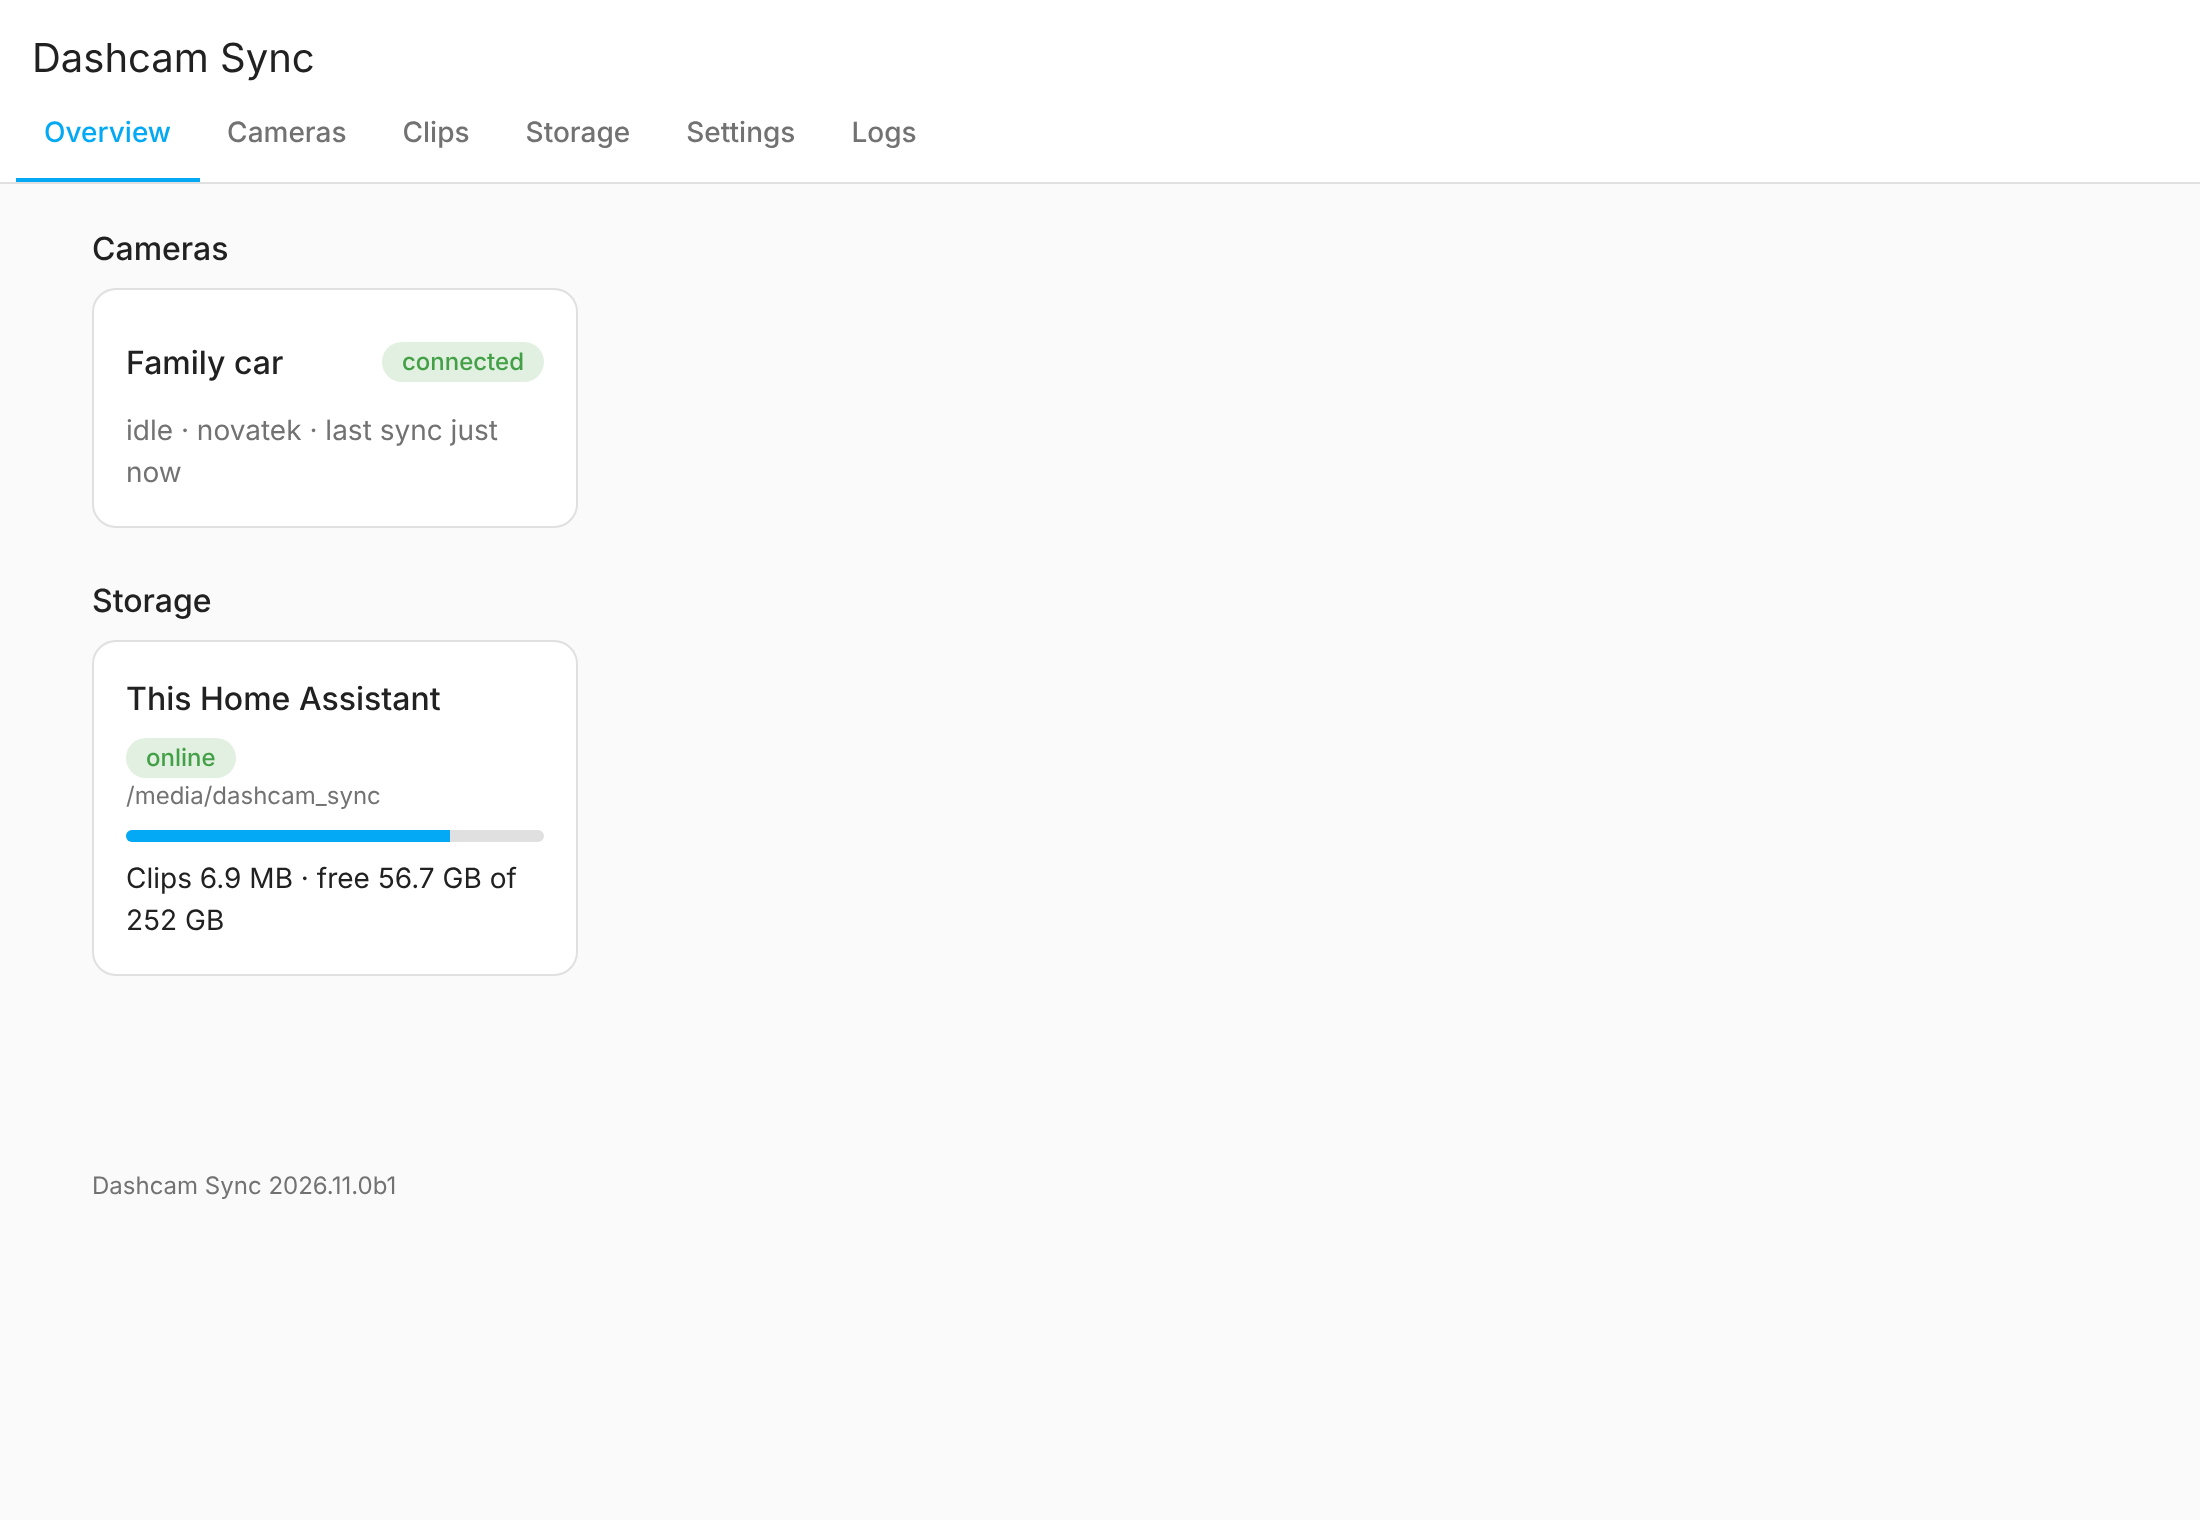 Dashcam Sync
Overview Cameras Clips Storage Settings Logs
Cameras
Family car connected
idle · novatek · last sync just
now
Storage
This Home Assistant
online
/media/dashcam_sync
Clips 6.9 MB · free 56.7 GB of
252 GB
Dashcam Sync 2026.11.0b1